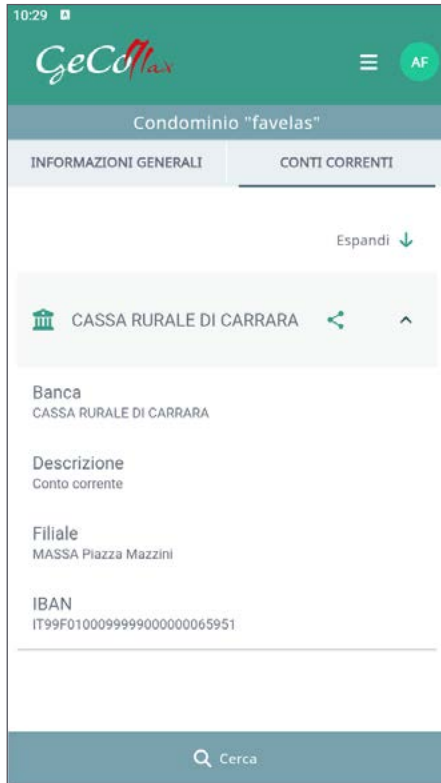 10:29 A
GeCoMax
AF
Condominio "favelas"
INFORMAZIONI GENERALI CONTI CORRENTI
Espandi
CASSA RURALE DI CARRARA
Banca
CASSA RURALE DI CARRARA
Descrizione
Conto corrente
Filiale
MASSA Piazza Mazzini
IBAN
IT99F0100099999000000065951
Cerca